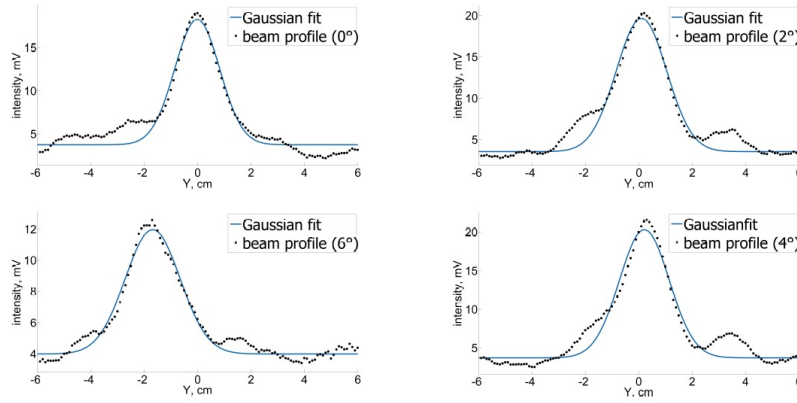 Gaussian fit
beam profile (0°)
intensity, mV
15
10
5
-6 -4 -2 0 2 4 6
Y, cm
Gaussian fit
beam profile (2°)
intensity, mV
20
15
10
5
-6 -4 -2 0 2 4 6
Y, cm
Gaussian fit
beam profile (6°)
intensity, mV
12
10
8
6
4
-6 -4 -2 0 2 4 6
Y, cm
Gaussianfit
beam profile (4°)
intensity, mV
20
15
10
5
-6 -4 -2 0 2 4 6
Y, cm